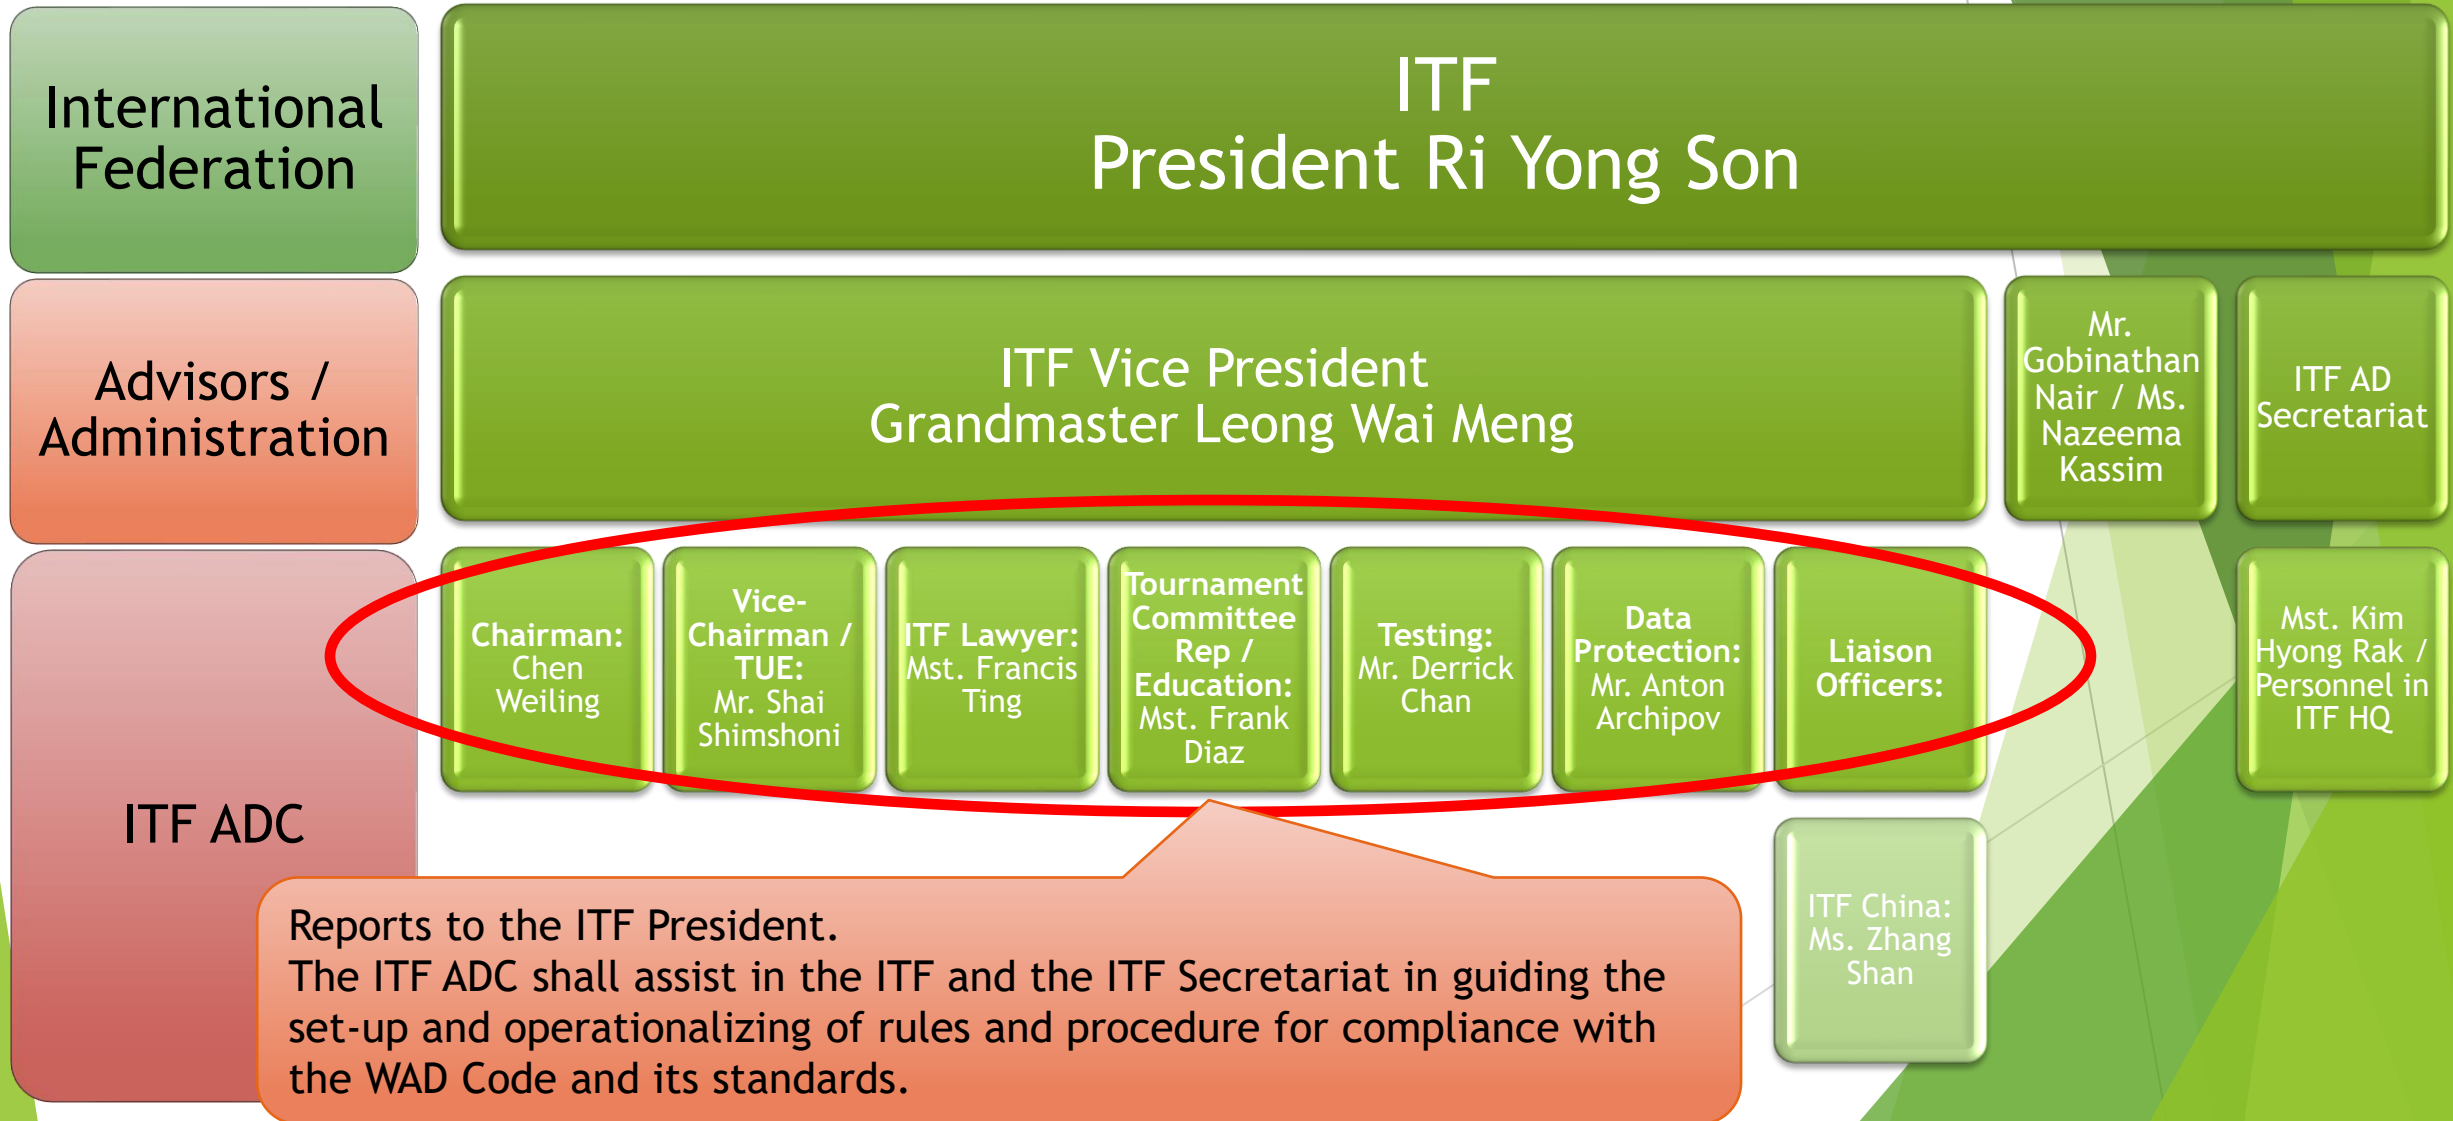 International
Federation
ITF
President Ri Yong Son
Advisors /
Administration
ITF Vice President
Grandmaster Leong Wai Meng
Mr.
Gobinathan
Nair / Ms.
Nazeema
Kassim
ITF AD
Secretariat
ITF ADC
Chairman:
Chen
Weiling
Vice-
Chairman /
TUE:
Mr. Shai
Shimshoni
ITF Lawyer:
Mst. Francis
Ting
Tournament
Committee
Rep /
Education:
Mst. Frank
Diaz
Testing:
Mr. Derrick
Chan
Data
Protection:
Mr. Anton
Archipov
Liaison
Officers:
Mst. Kim
Hyong Rak /
Personnel in
ITF HQ
ITF China:
Ms. Zhang
Shan
Reports to the ITF President.
The ITF ADC shall assist in the ITF and the ITF Secretariat in guiding the
set-up and operationalizing of rules and procedure for compliance with
the WAD Code and its standards.